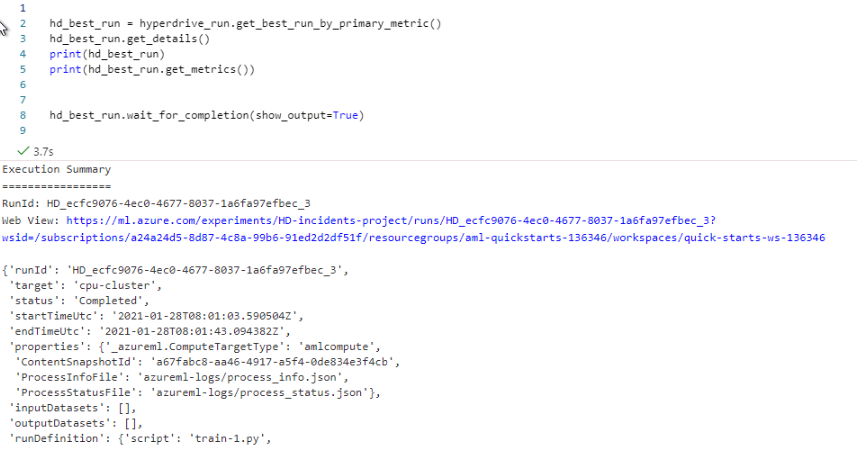 1
2 hd_best_run = hyperdrive_run.get_best_run_by_primary_metric()
3 hd_best_run.get_details()
4 print(hd_best_run)
5 print(hd_best_run.get_metrics())
6
7
8 hd_best_run.wait_for_completion(show_output=True)
9
3.7s
Execution Summary
=================
RunId: HD_ecfc9076-4ec0-4677-8037-1a6fa97efbec_3
Web View: https://ml.azure.com/experiments/HD-incidents-project/runs/HD_ecfc9076-4ec0-4677-8037-1a6fa97efbec_3?
wsid=/subscriptions/a24a24d5-8d87-4c8a-99b6-91ed2d2df51f/resourcegroups/aml-quickstarts-136346/workspaces/quick-starts-ws-136346
{'runId': 'HD_ecfc9076-4ec0-4677-8037-1a6fa97efbec_3',
'target': 'cpu-cluster',
'status': 'Completed',
'startTimeUtc': '2021-01-28T08:01:03.590504Z',
'endTimeUtc': '2021-01-28T08:01:43.094382Z',
'properties': {'_azureml.ComputeTargetType': 'amlcompute',
'ContentSnapshotId': 'a67fabc8-aa46-4917-a5f4-0de834e3f4cb',
'ProcessInfoFile': 'azureml-logs/process_info.json',
'ProcessStatusFile': 'azureml-logs/process_status.json'},
'inputDatasets': [],
'outputDatasets': [],
'runDefinition': {'script': 'train-1.py',